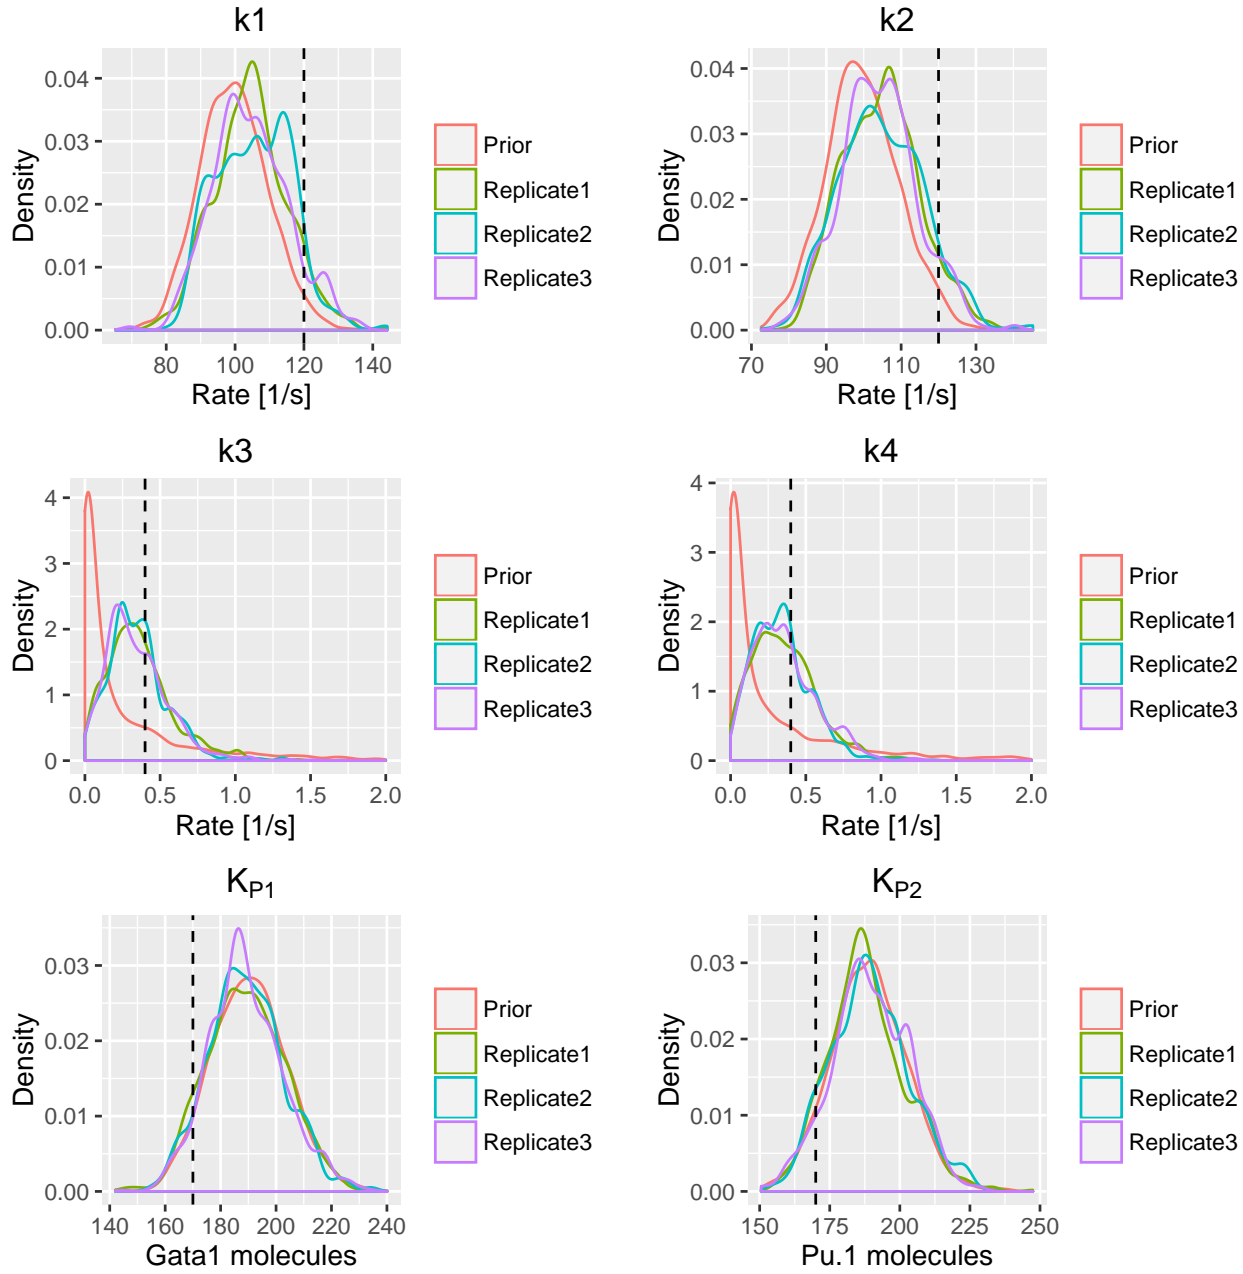 k1
0.04
0.03
0.02
0.01
0.00
Density
80 100 120 140
Rate [1/s]
Prior
Replicate1
Replicate2
Replicate3
k2
0.04
0.03
0.02
0.01
0.00
Density
70 90 110 130
Rate [1/s]
Prior
Replicate1
Replicate2
Replicate3
k3
4
3
2
1
0
Density
0.0 0.5 1.0 1.5 2.0
Rate [1/s]
Prior
Replicate1
Replicate2
Replicate3
k4
4
3
2
1
0
Density
0.0 0.5 1.0 1.5 2.0
Rate [1/s]
Prior
Replicate1
Replicate2
Replicate3
KP1
0.03
0.02
0.01
0.00
Density
140 160 180 200 220 240
Gata1 molecules
Prior
Replicate1
Replicate2
Replicate3
KP2
0.03
0.02
0.01
0.00
Density
150 175 200 225 250
Pu.1 molecules
Prior
Replicate1
Replicate2
Replicate3